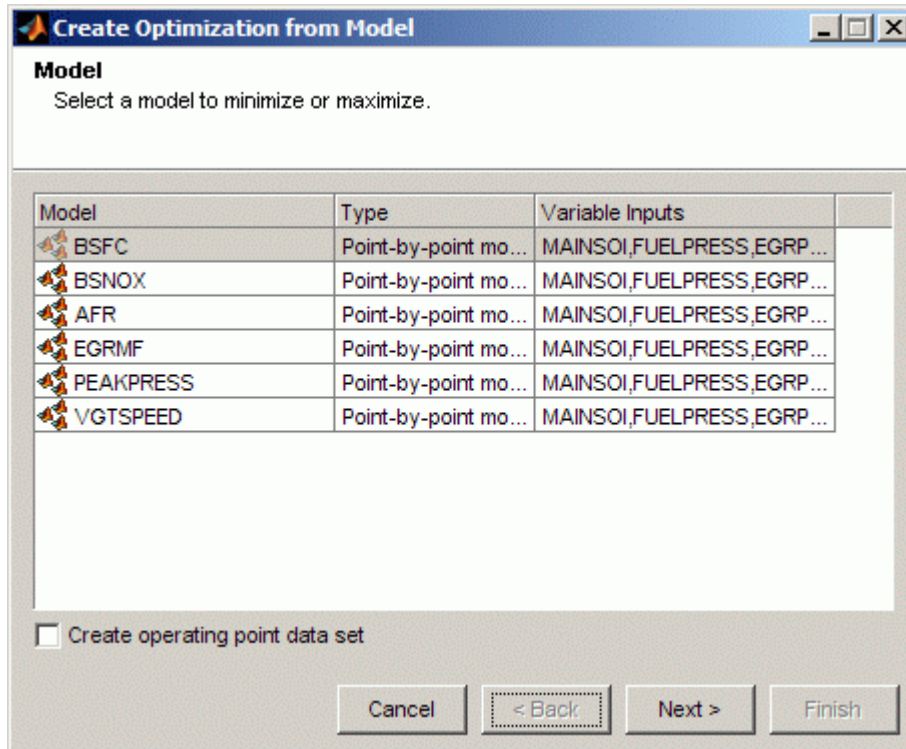 Create Optimization from Model
Model
Select a model to minimize or maximize.
Model Type Variable Inputs
BSFC Point-by-point mo... MAINSOI,FUELPRESS,EGRP...
BSNOX Point-by-point mo... MAINSOI,FUELPRESS,EGRP...
AFR Point-by-point mo... MAINSOI,FUELPRESS,EGRP...
EGRMF Point-by-point mo... MAINSOI,FUELPRESS,EGRP...
PEAKPRESS Point-by-point mo... MAINSOI,FUELPRESS,EGRP...
VGTSPEED Point-by-point mo... MAINSOI,FUELPRESS,EGRP...
Create operating point data set
Cancel < Back Next > Finish